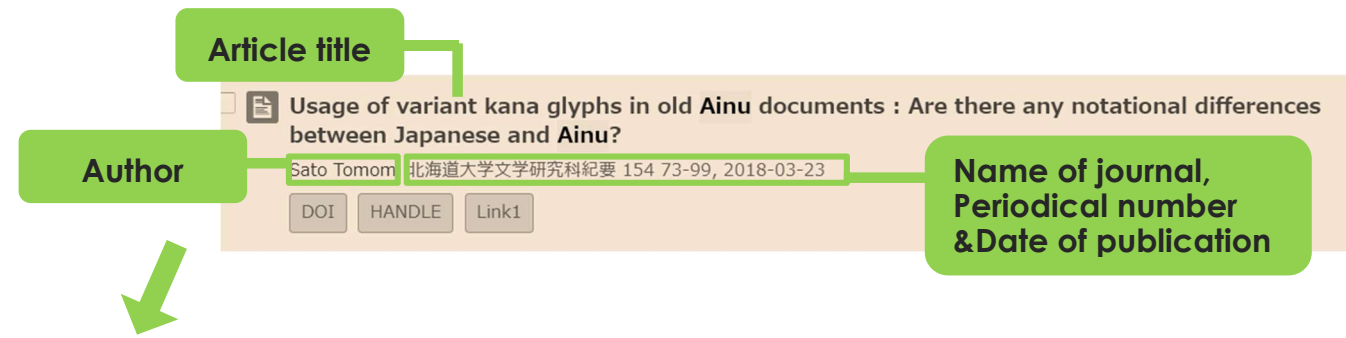 Article title
Usage of variant kana glyphs in old Ainu documents : Are there any notational differences
between Japanese and Ainu?
Author
Sato Tomom
北海道大学文学研究科紀要 154 73-99, 2018-03-23
Name of journal,
Periodical number
&Date of publication
DOI HANDLE Link1